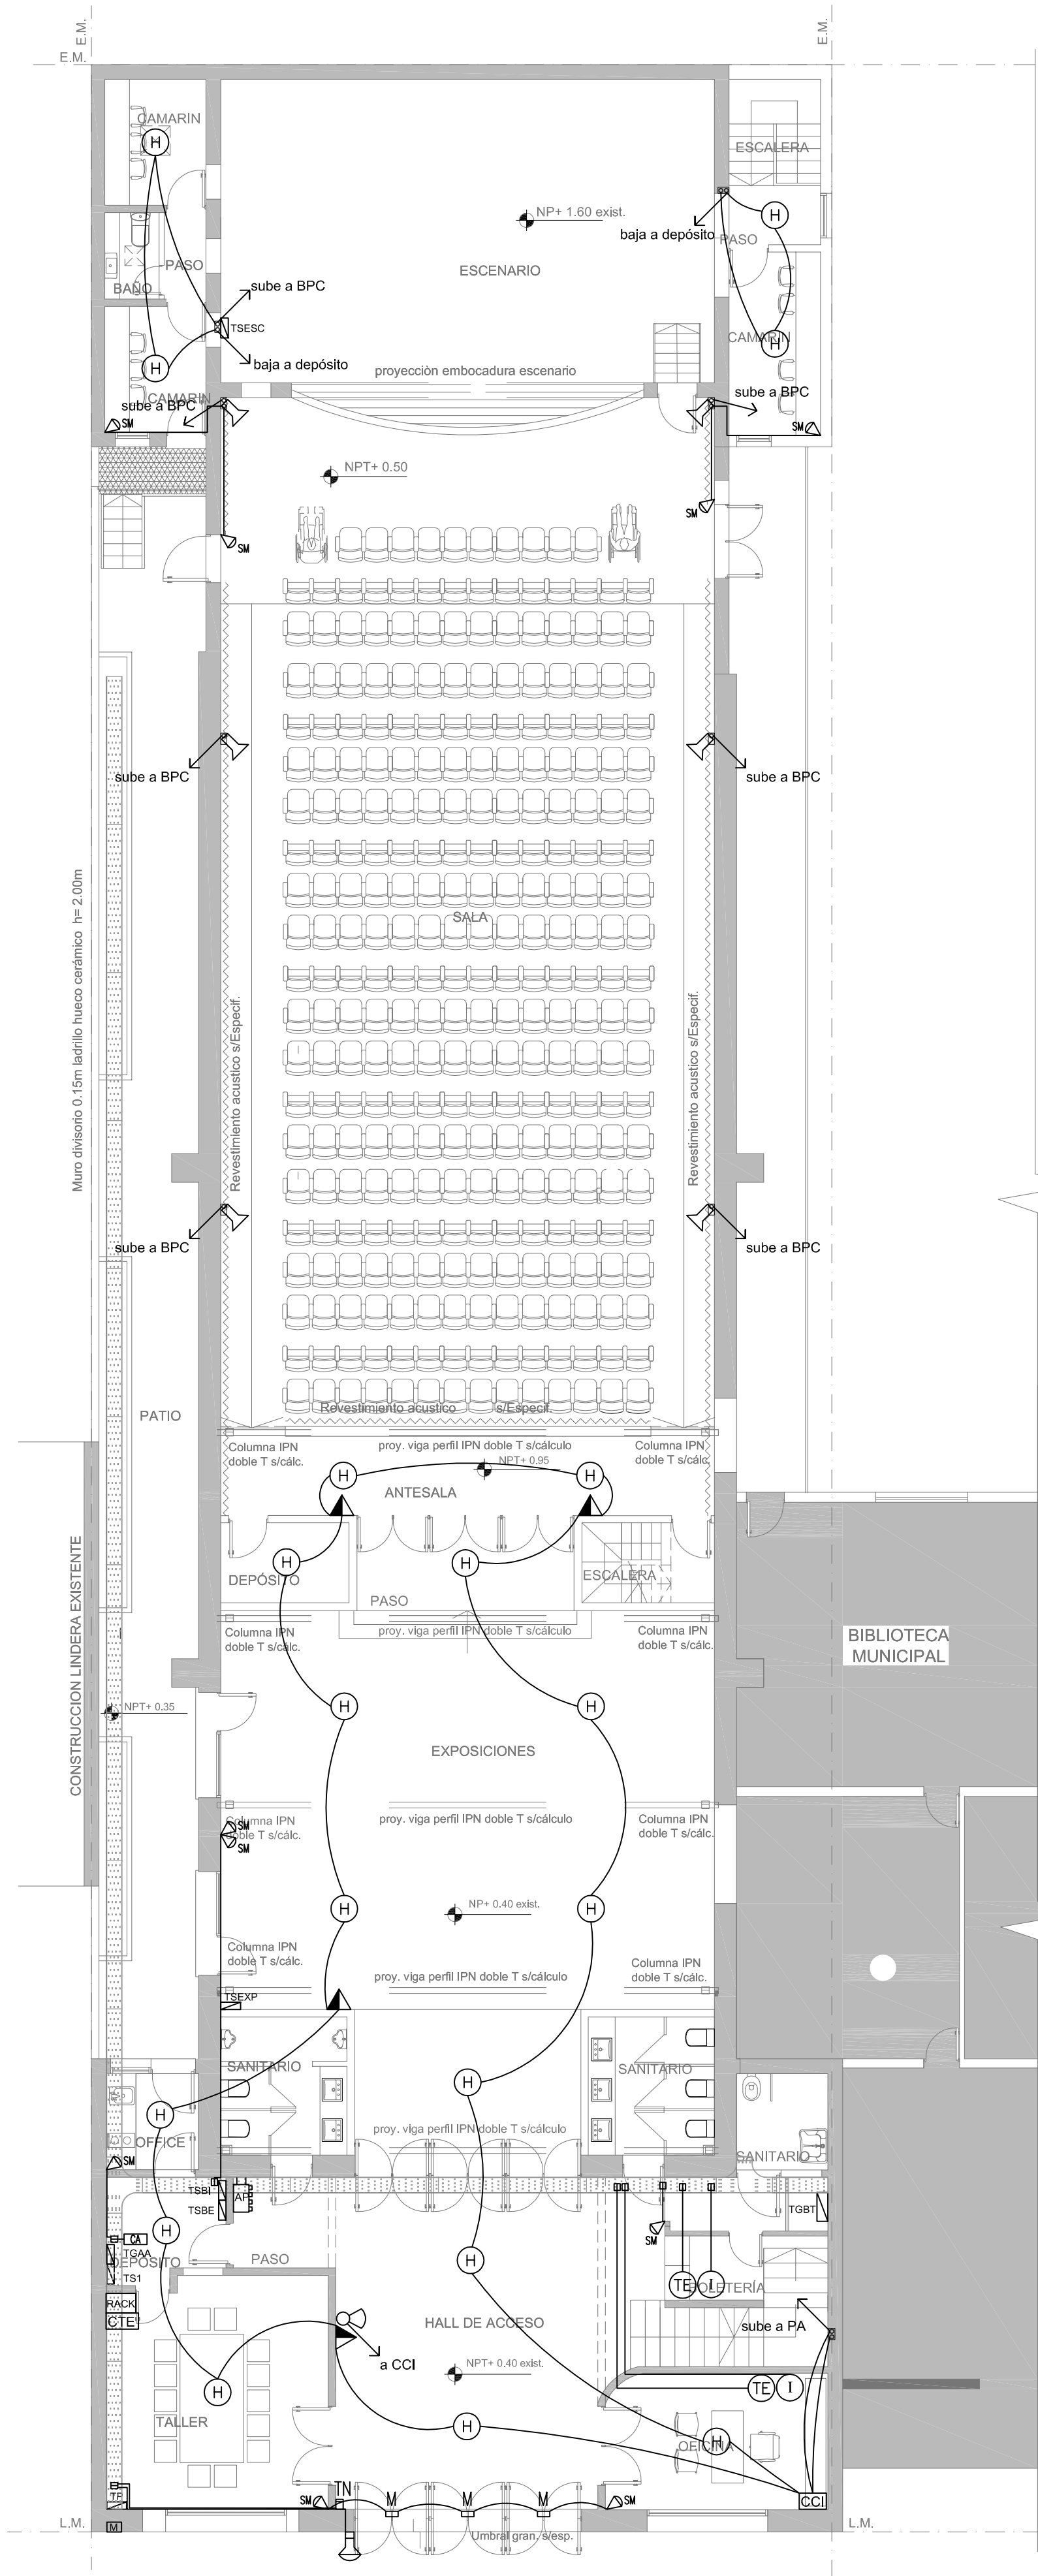 E.M.
E.M.
E.M.
CAMARIN
H
ESCALERA
NP+ 1.60 exist.
H
baja a depósito
PASO
ESCENARIO
PASO
BAÑO
sube a BPC
TSESC
CAMARIN
H
baja a depósito
H
proyecciòn embocadura escenario
sube a BPC
CAMARIN
sube a BPC
SM
SM
NPT+ 0.50
SM
SM
sube a BPC
sube a BPC
Muro divisorio 0.15m ladrillo hueco cerámico h= 2.00m
SALA
Revestimiento acustico s/Especif.
Revestimiento acustico s/Especif.
sube a BPC
sube a BPC
PATIO
Revestimiento acustico s/Especif.
Columna IPN
doble T s/cálc.
proy. viga perfil IPN doble T s/cálculo
Columna IPN
doble T s/cálc.
NPT+ 0.95
H
H
ANTESALA
CONSTRUCCION LINDERA EXISTENTE
H
H
DEPÓSITO
ESCALERA
PASO
Columna IPN
doble T s/cálc.
proy. viga perfil IPN doble T s/cálculo
Columna IPN
doble T s/cálc.
BIBLIOTECA
MUNICIPAL
NPT+ 0.35
H
H
EXPOSICIONES
Columna IPN
doble T s/cálc.
SM
SM
proy. viga perfil IPN doble T s/cálculo
Columna IPN
doble T s/cálc.
NP+ 0.40 exist.
H
H
Columna IPN
doble T s/cálc.
proy. viga perfil IPN doble T s/cálculo
Columna IPN
doble T s/cálc.
TSEXP
SANITARIO
SANITARIO
H
H
proy. viga perfil IPN doble T s/cálculo
OFFICE
SM
SANITARIO
TSBI
TSBE
AP
TGBT
H
CA
TGAA
DEPÓSITO
TS1
PASO
H
SM
TE
I
BOLETERÍA
RACK
CTE
HALL DE ACCESO
sube a PA
a CCI
NPT+ 0.40 exist.
H
TE
I
TALLER
H
H
OFICINA
TF
TN
SM
M
M
M
SM
CCI
L.M.
M
Umbral gran. s/esp.
L.M.